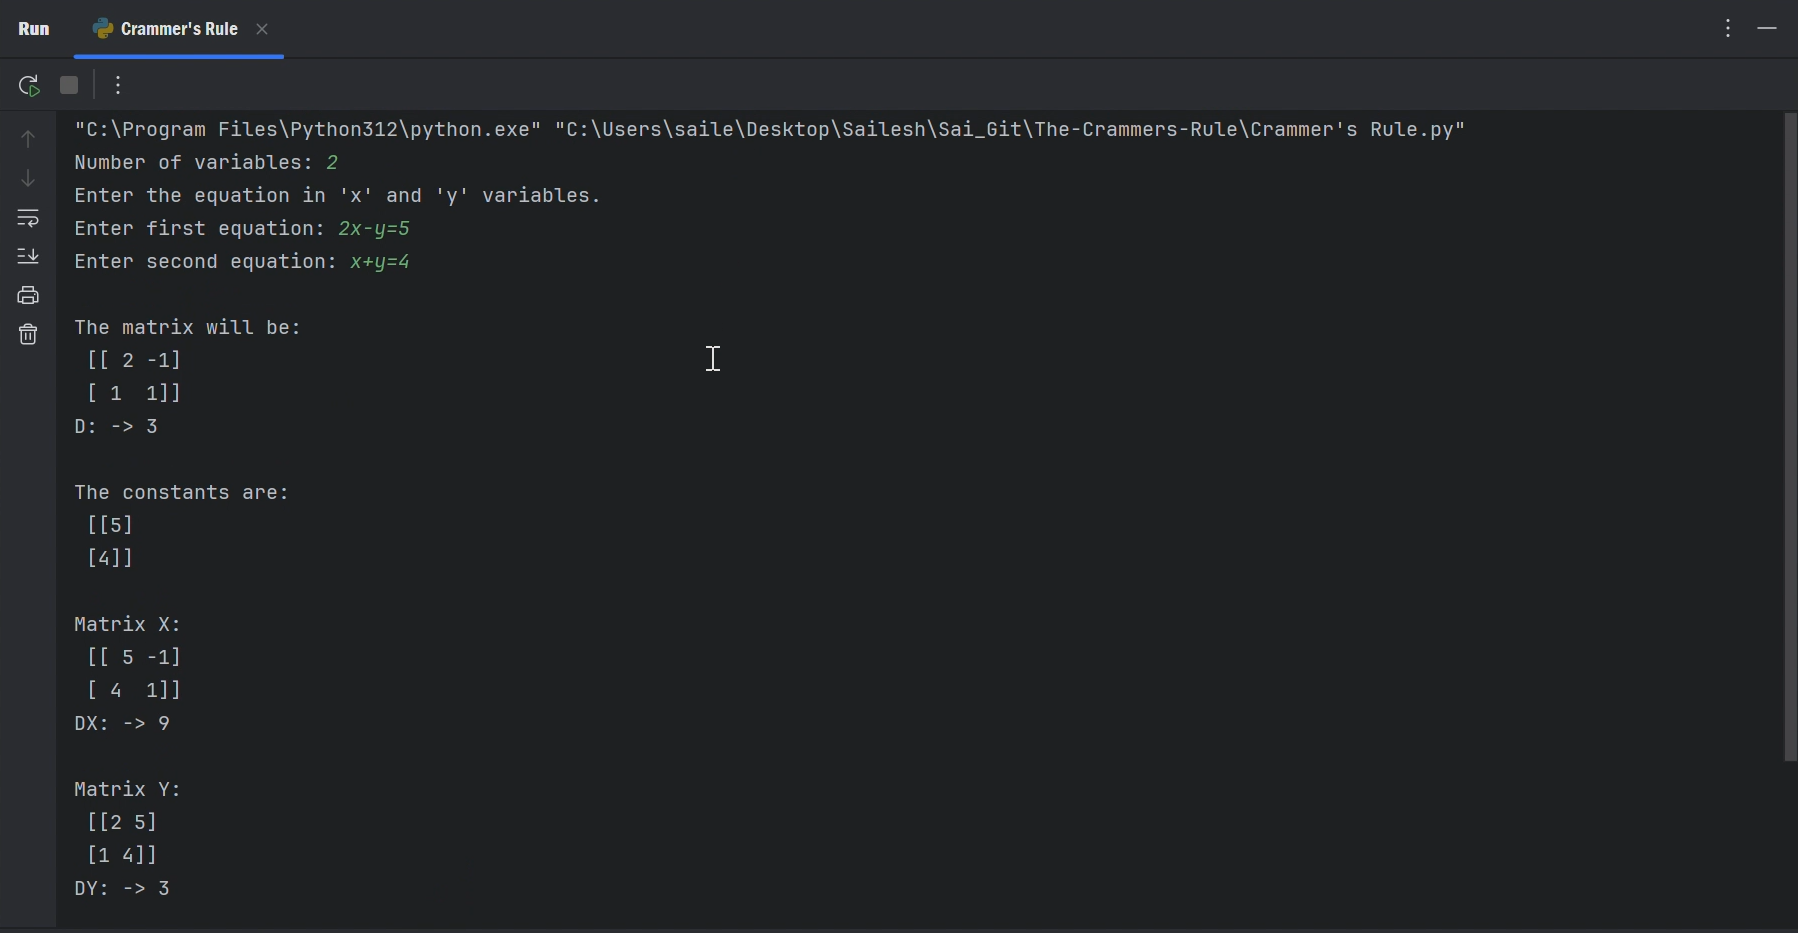 Run Crammer's Rule
"C:\Program Files\Python312\python.exe" "C:\Users\saile\Desktop\Sailesh\Sai_Git\The-Crammers-Rule\Crammer's Rule.py"
Number of variables: 2
Enter the equation in 'x' and 'y' variables.
Enter first equation: 2x-y=5
Enter second equation: x+y=4
The matrix will be:
[[ 2 -1]
[ 1  1]]
D: -> 3
The constants are:
[[5]
[4]]
Matrix X:
[[ 5 -1]
[ 4  1]]
DX: -> 9
Matrix Y:
[[2 5]
[1 4]]
DY: -> 3